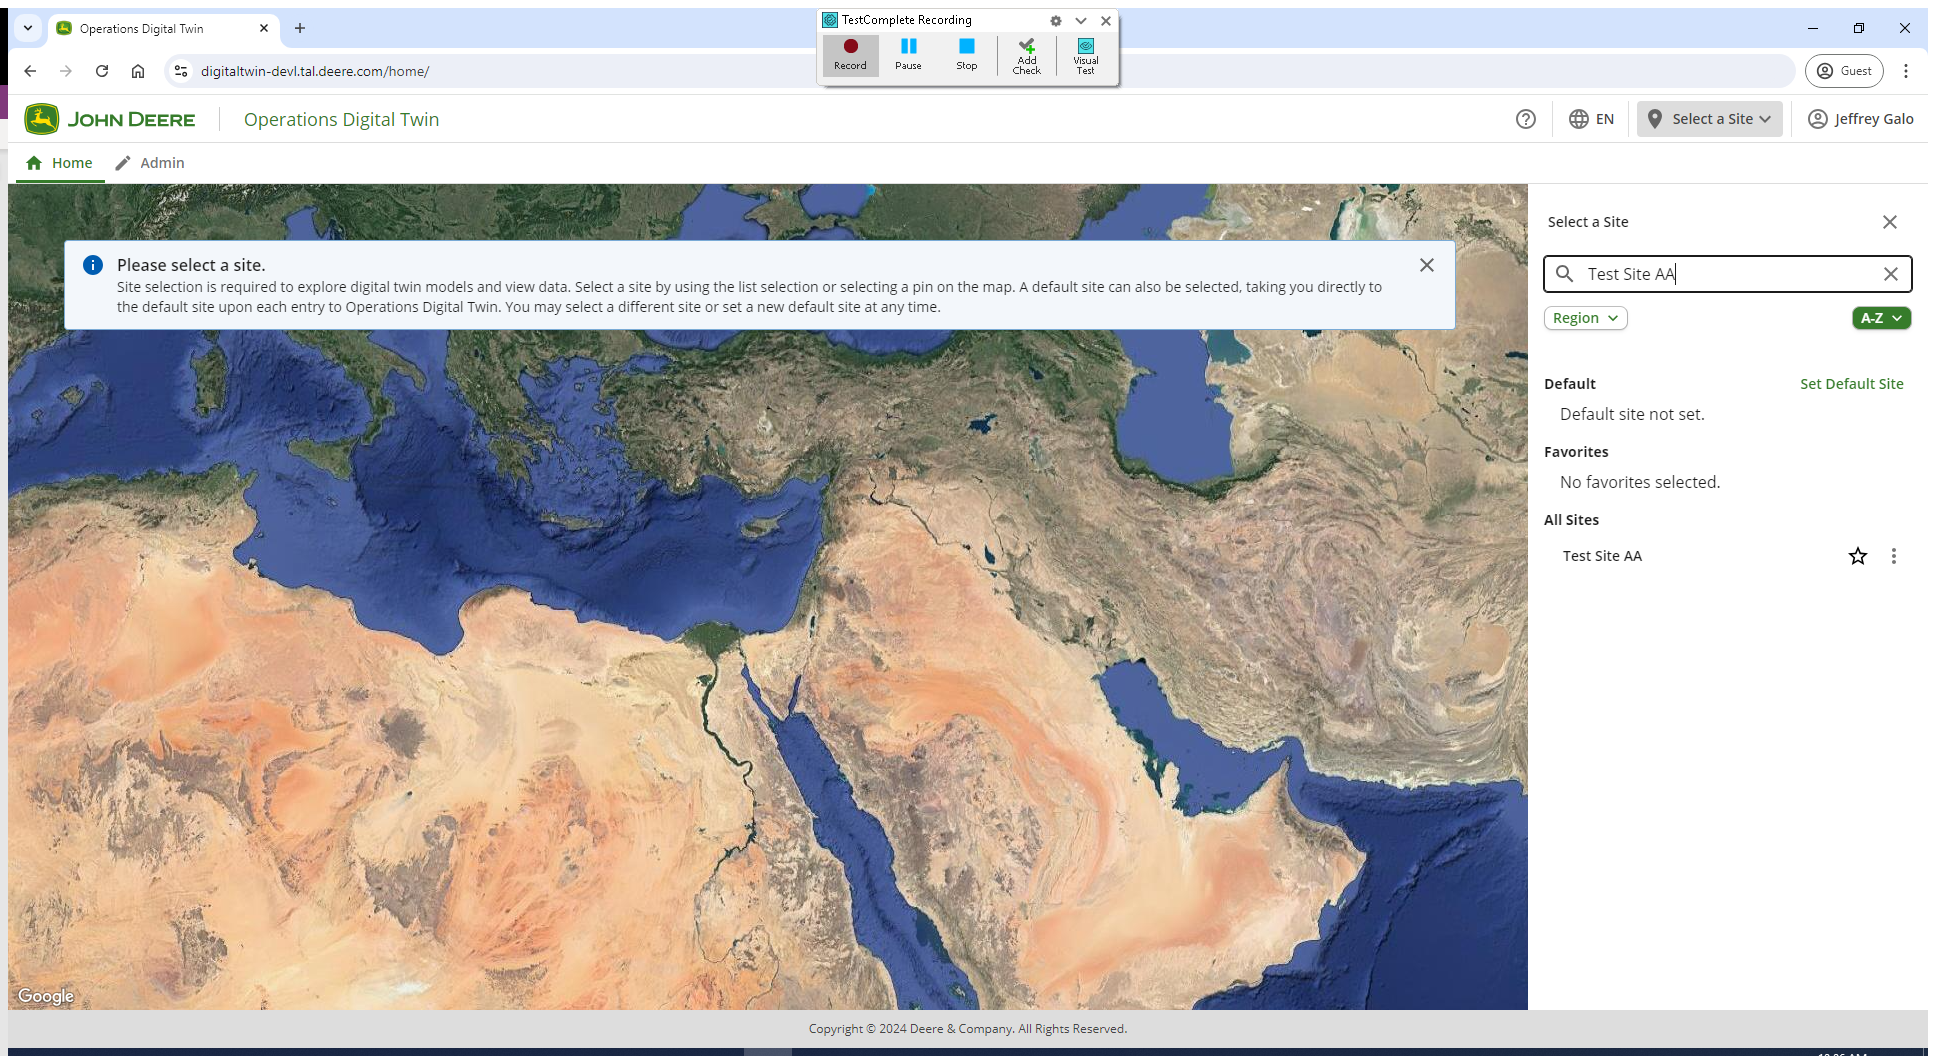 Operations Digital Twin
TestComplete Recording
Record
Pause
Stop
Add
Check
Visual
Test
digitaltwin-devl.tal.deere.com/home/
Guest
JOHN DEERE
Operations Digital Twin
EN
Select a Site
Jeffrey Galo
Home
Admin
Please select a site.
Site selection is required to explore digital twin models and view data. Select a site by using the list selection or selecting a pin on the map. A default site can also be selected, taking you directly to
the default site upon each entry to Operations Digital Twin. You may select a different site or set a new default site at any time.
Select a Site
Test Site AA
Region
A-Z
Default
Set Default Site
Default site not set.
Favorites
No favorites selected.
All Sites
Test Site AA
Google
Copyright © 2024 Deere & Company. All Rights Reserved.